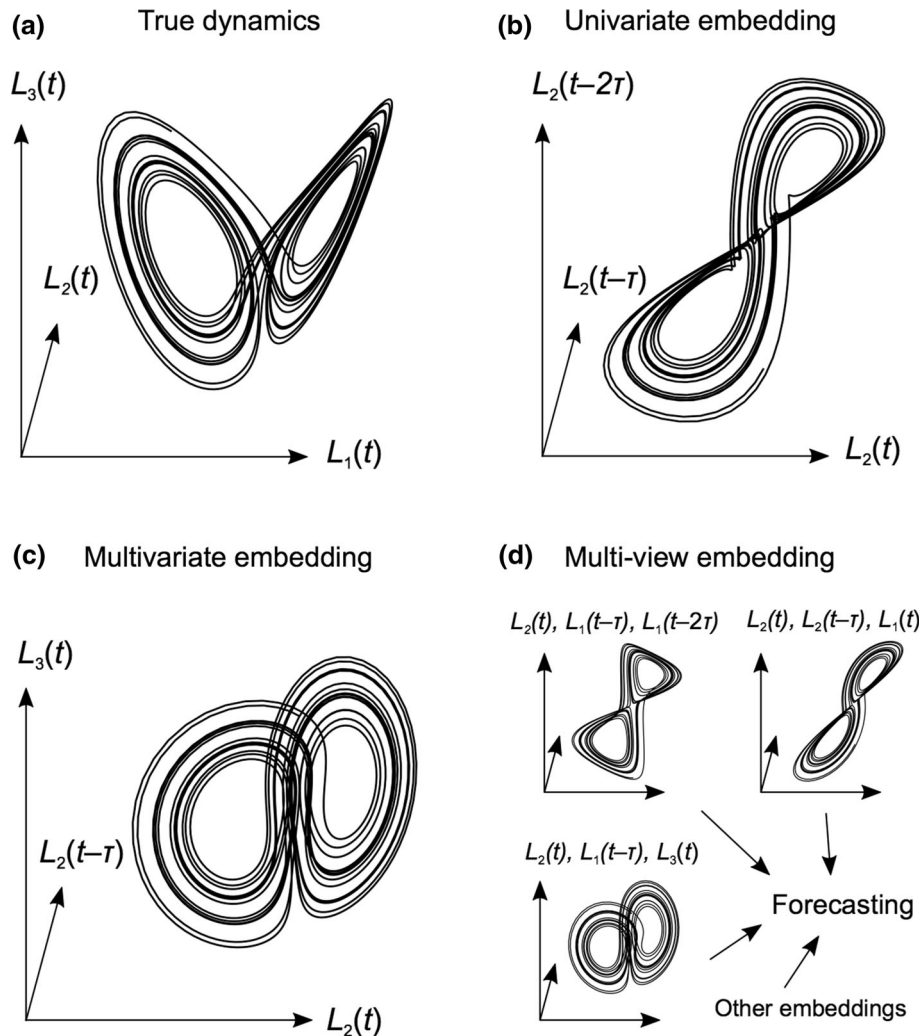 (a) True dynamics
L₃(t)
L₂(t)
L₁(t)
(b) Univariate embedding
L₂(t–2τ)
L₂(t–τ)
L₂(t)
(c) Multivariate embedding
L₃(t)
L₂(t–τ)
L₂(t)
(d) Multi-view embedding
L₂(t), L₁(t–τ), L₁(t–2τ)
L₂(t), L₂(t–τ), L₁(t)
L₂(t), L₁(t–τ), L₃(t)
Forecasting
Other embeddings